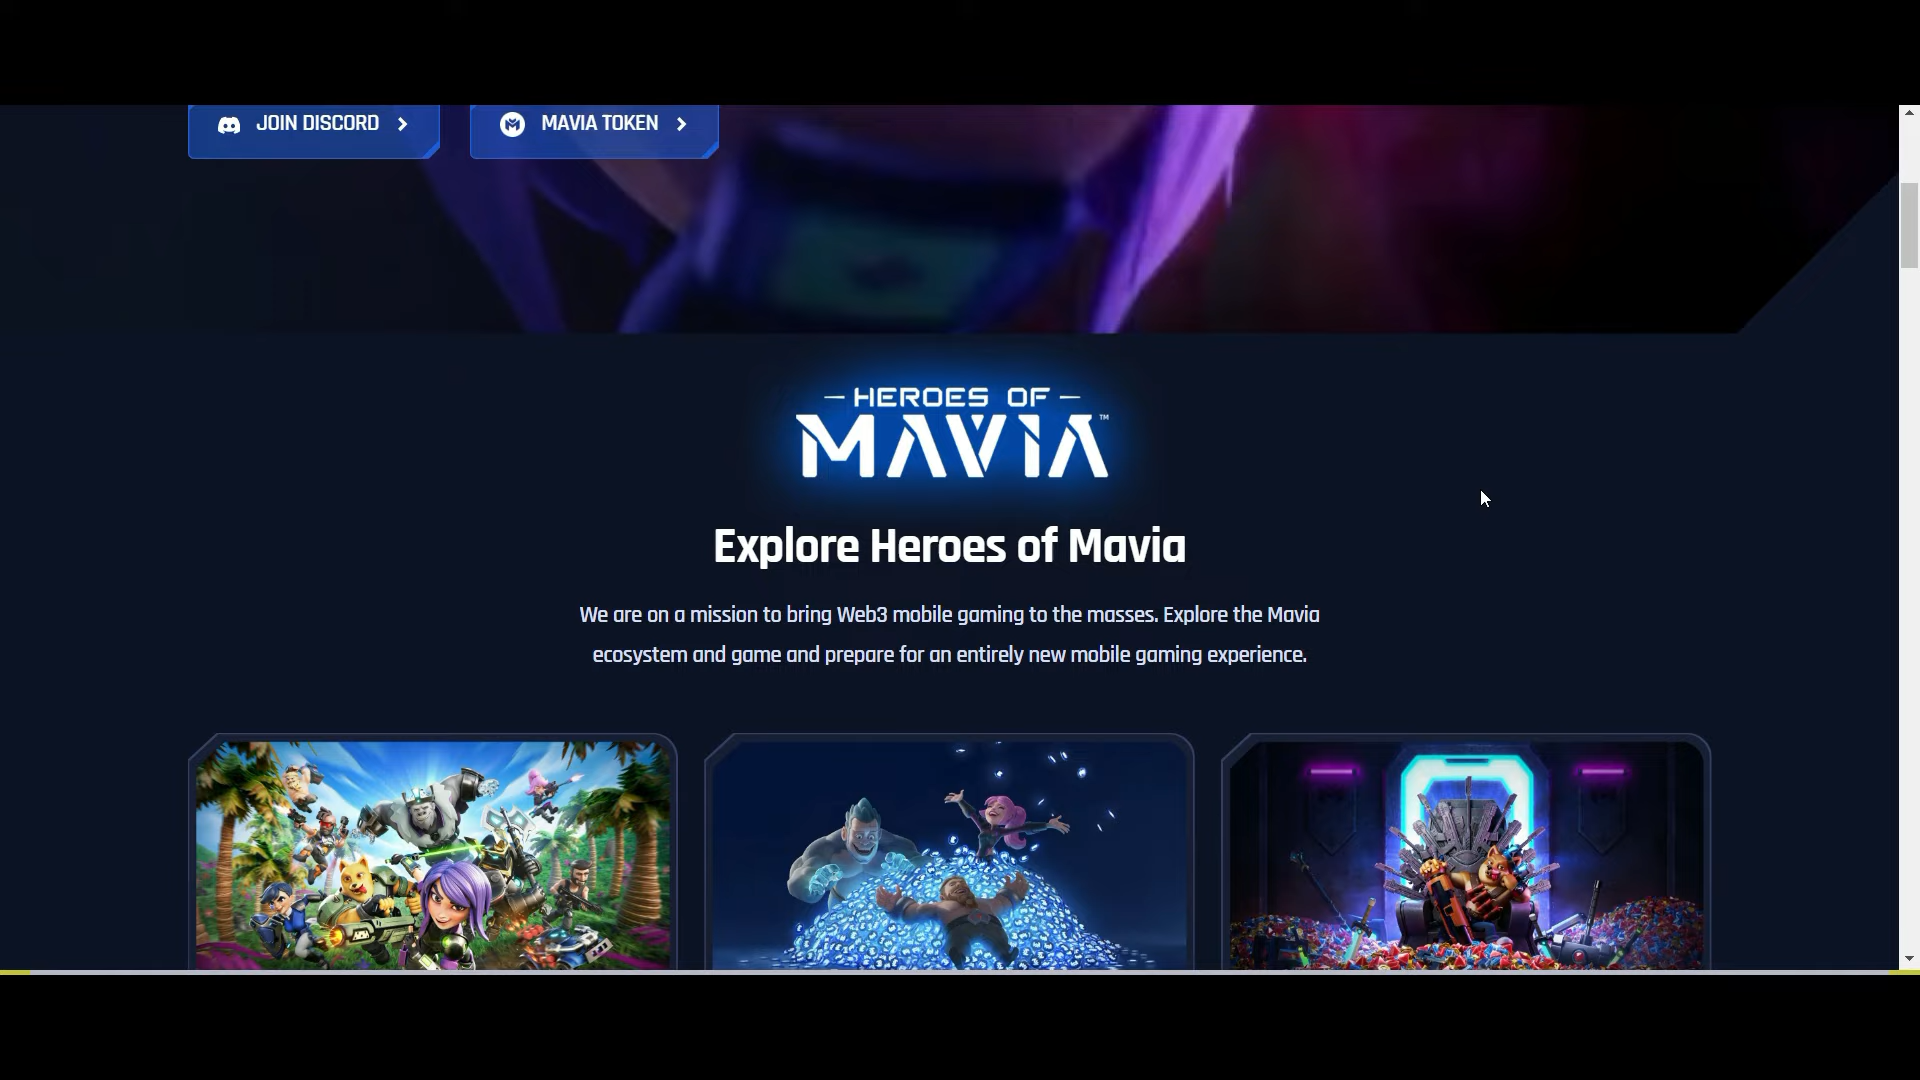 JOIN DISCORD
MAVIA TOKEN
HEROES OF
MAVIA™
Explore Heroes of Mavia
We are on a mission to bring Web3 mobile gaming to the masses. Explore the Mavia
ecosystem and game and prepare for an entirely new mobile gaming experience.